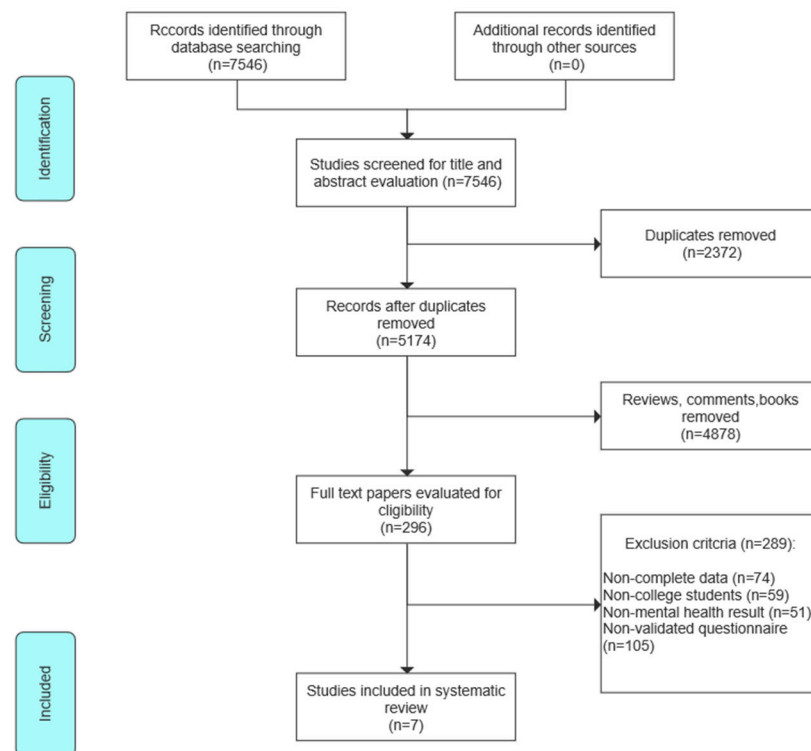 Rccords identified through
database searching
(n=7546)
Additional records identified
through other sources
(n=0)
Identification
Studies screened for title and
abstract evaluation (n=7546)
Duplicates removed
(n=2372)
Screening
Records after duplicates
removed
(n=5174)
Reviews, comments,books
removed
(n=4878)
Eligibility
Full text papers evaluated for
cligibility
(n=296)
Exclusion critcria (n=289):
Non-complete data (n=74)
Non-college students (n=59)
Non-mental health result (n=51)
Non-validated questionnaire
(n=105)
Included
Studies included in systematic
review
(n=7)